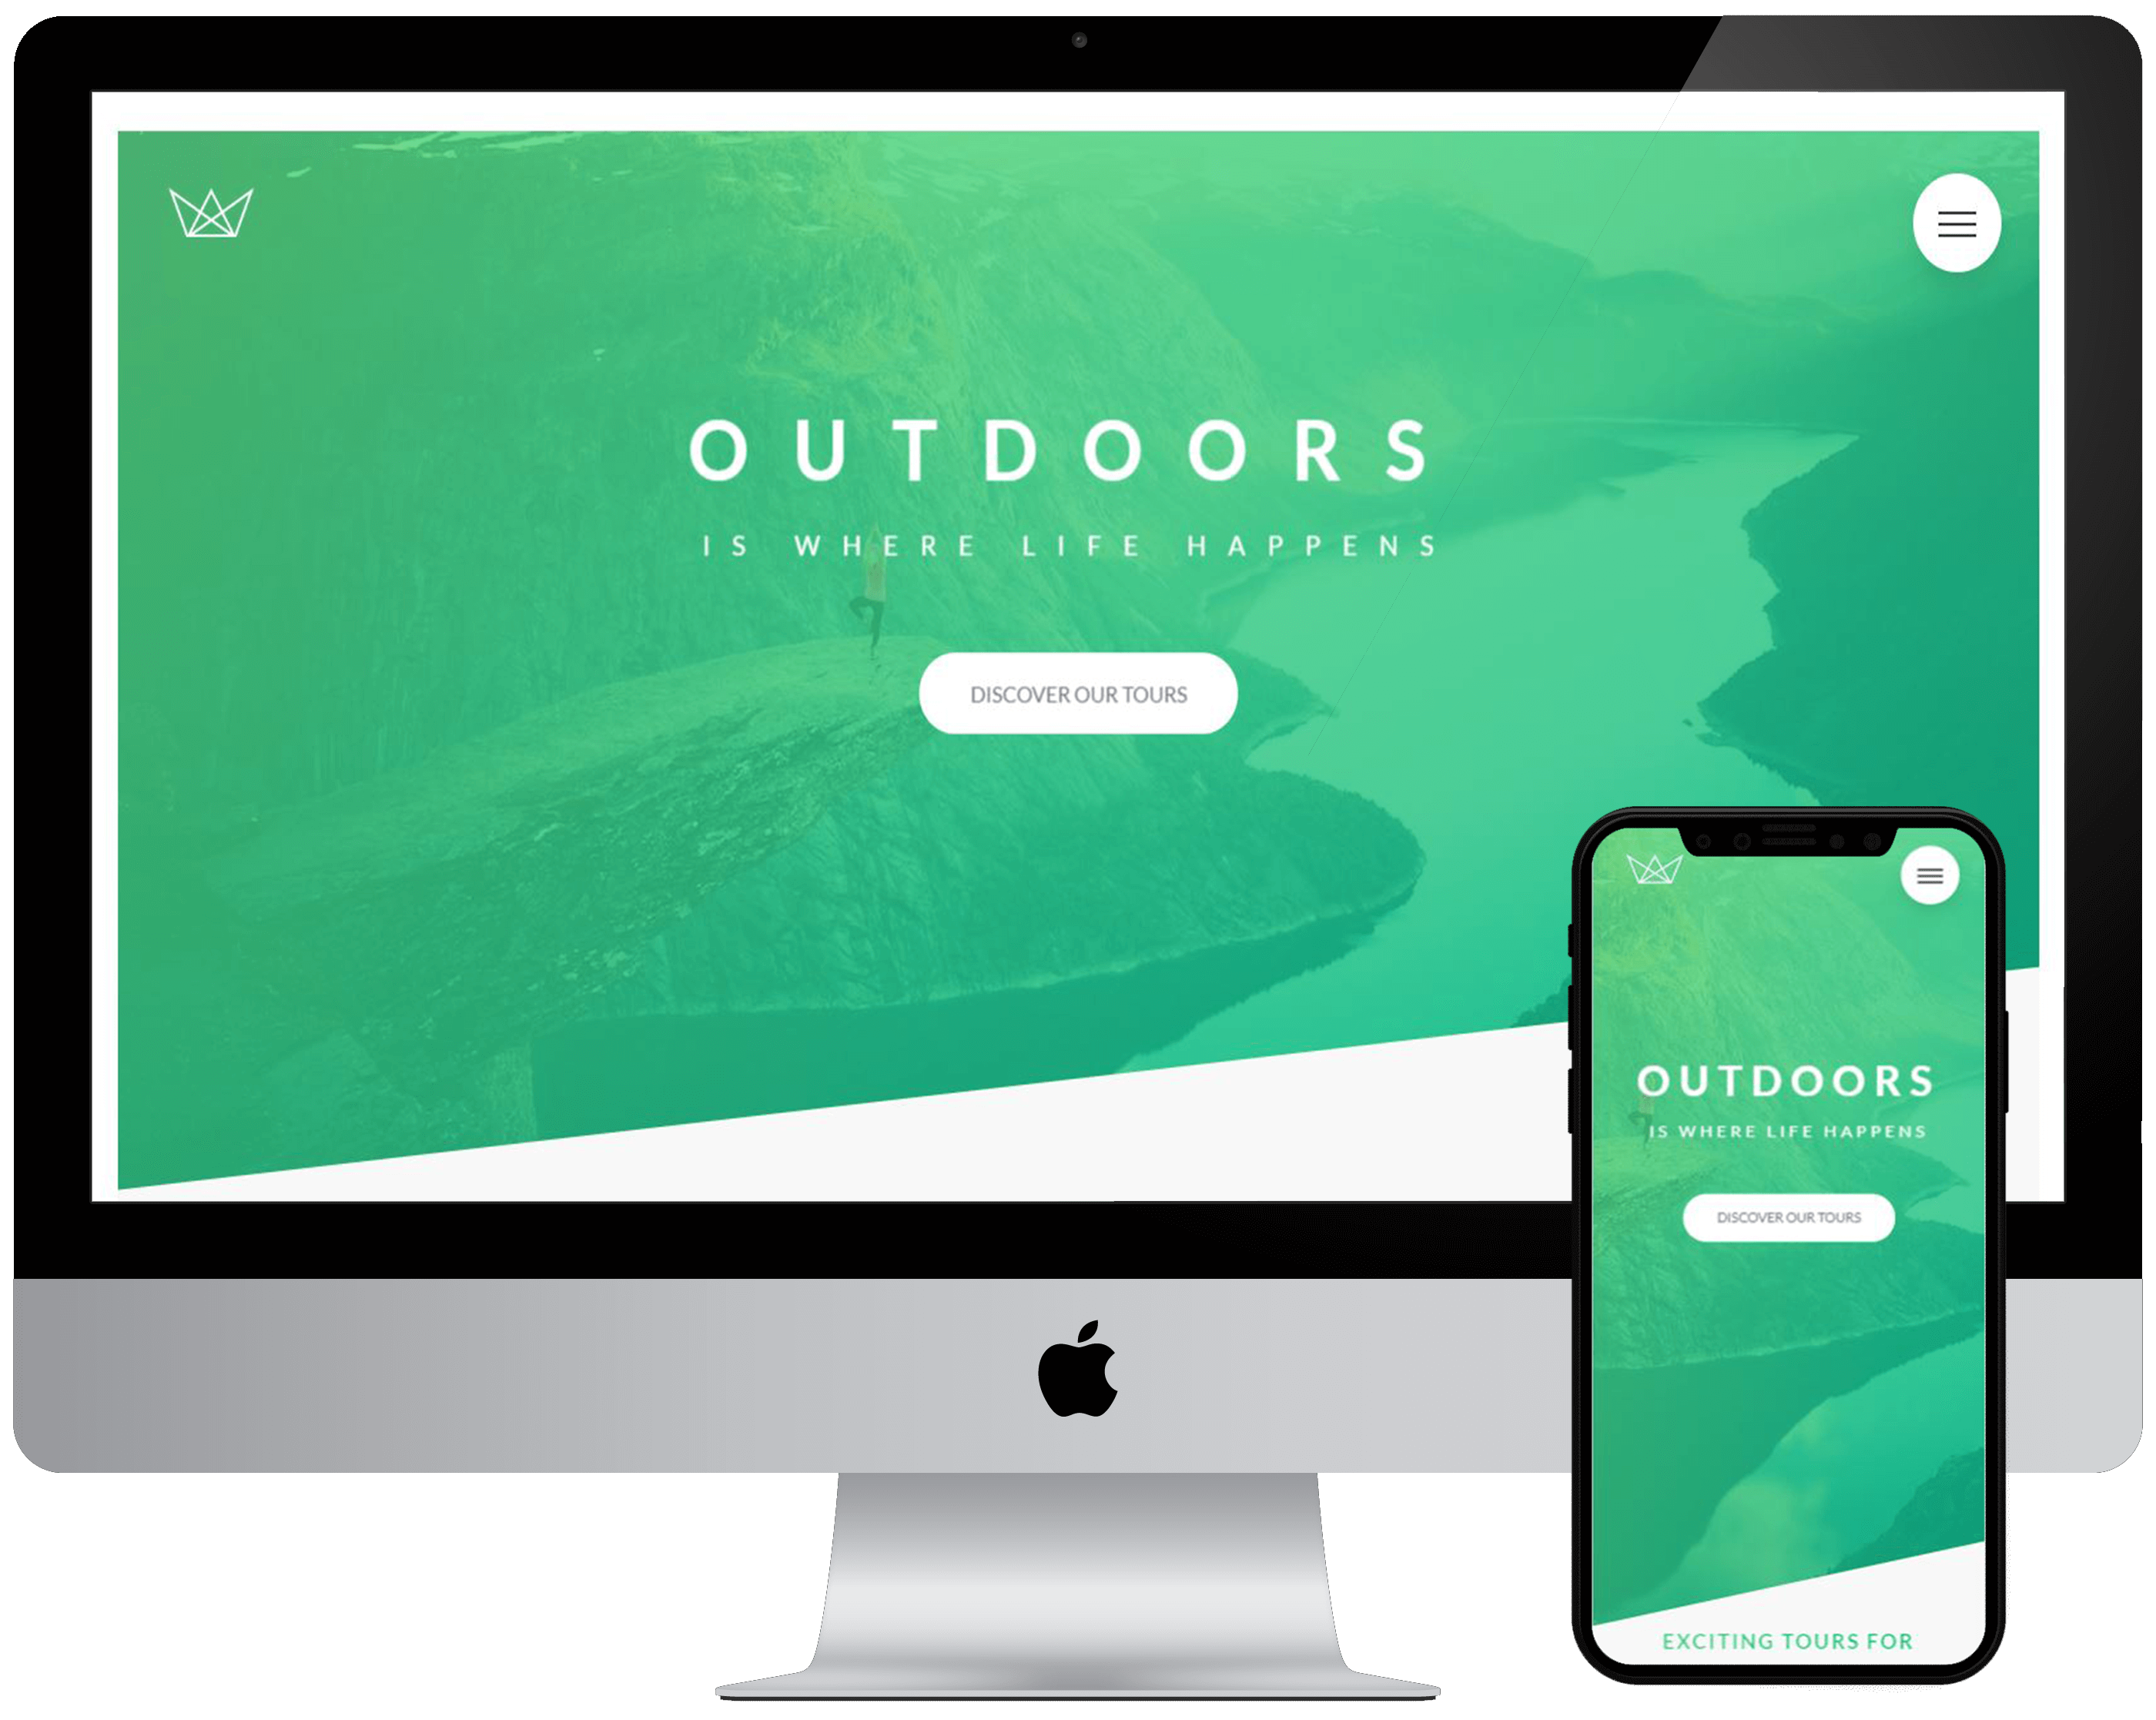 OUTDOORS
IS WHERE LIFE HAPPENS
DISCOVER OUR TOURS
OUTDOORS
IS WHERE LIFE HAPPENS
DISCOVER OUR TOURS
EXCITING TOURS FOR